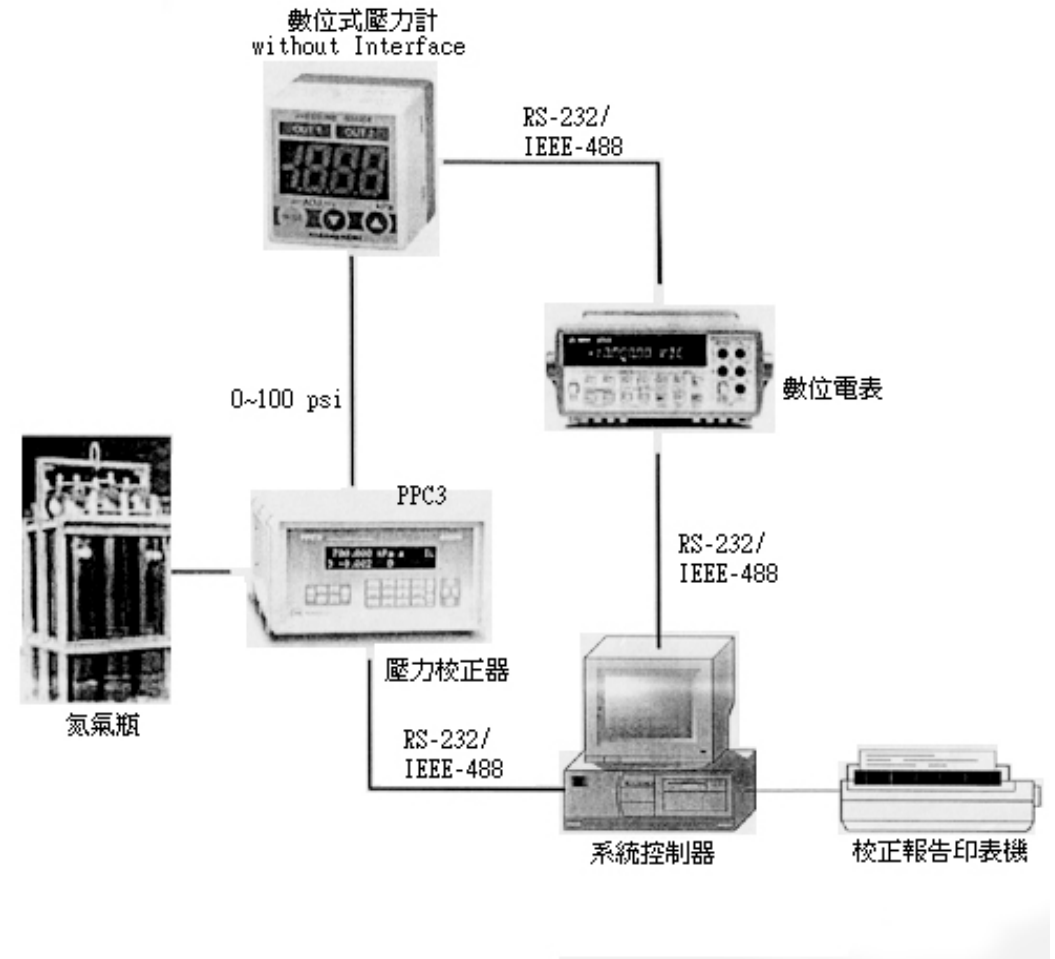 數位式壓力計
without Interface
RS-232/
IEEE-488
OUT1 OUT2
數位電表
0~100 psi
PPC3
RS-232/
IEEE-488
壓力校正器
氮氣瓶
RS-232/
IEEE-488
系統控制器
校正報告印表機